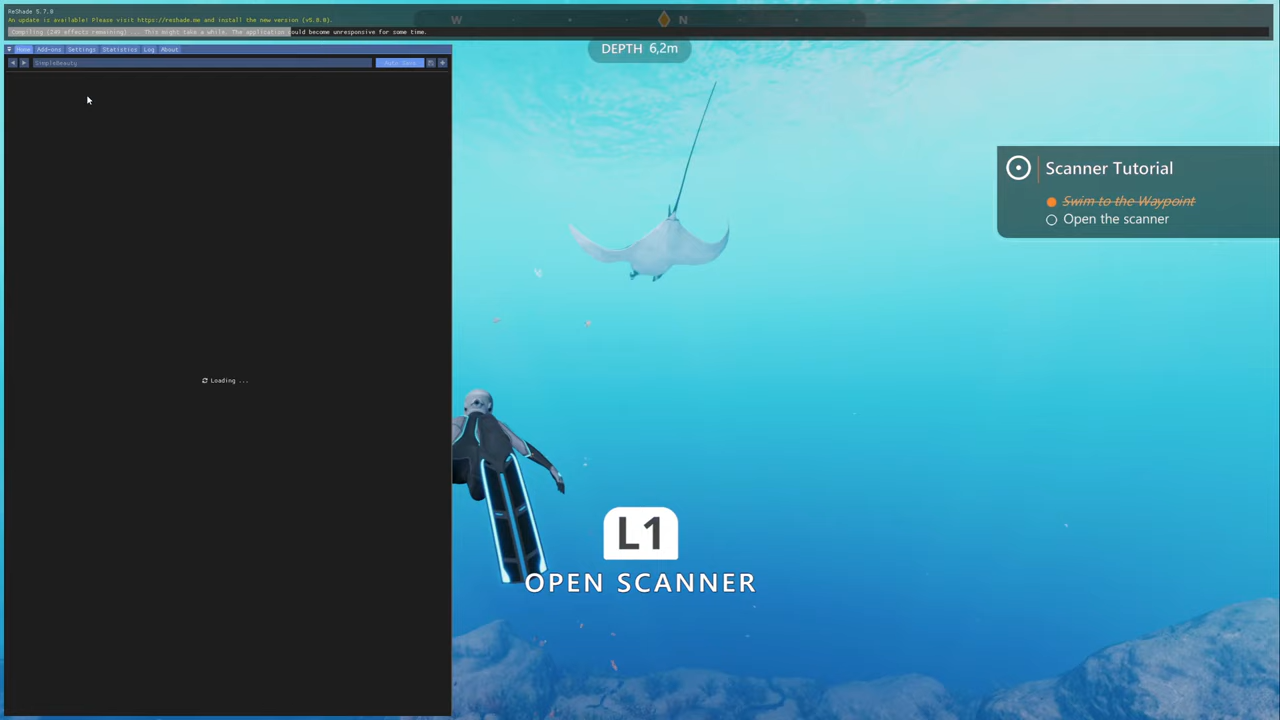 ReShade 5.7.0
An update is available! Please visit https://reshade.me and install the new version (v5.8.0).
Compiling (249 effects remaining) ... This might take a while. The application could become unresponsive for some time.
W N
DEPTH 6,2m
Home Add-ons Settings Statistics Log About
SimpleBeauty Auto Save
Scanner Tutorial
Swim to the Waypoint
Open the scanner
Loading ...
L1
OPEN SCANNER